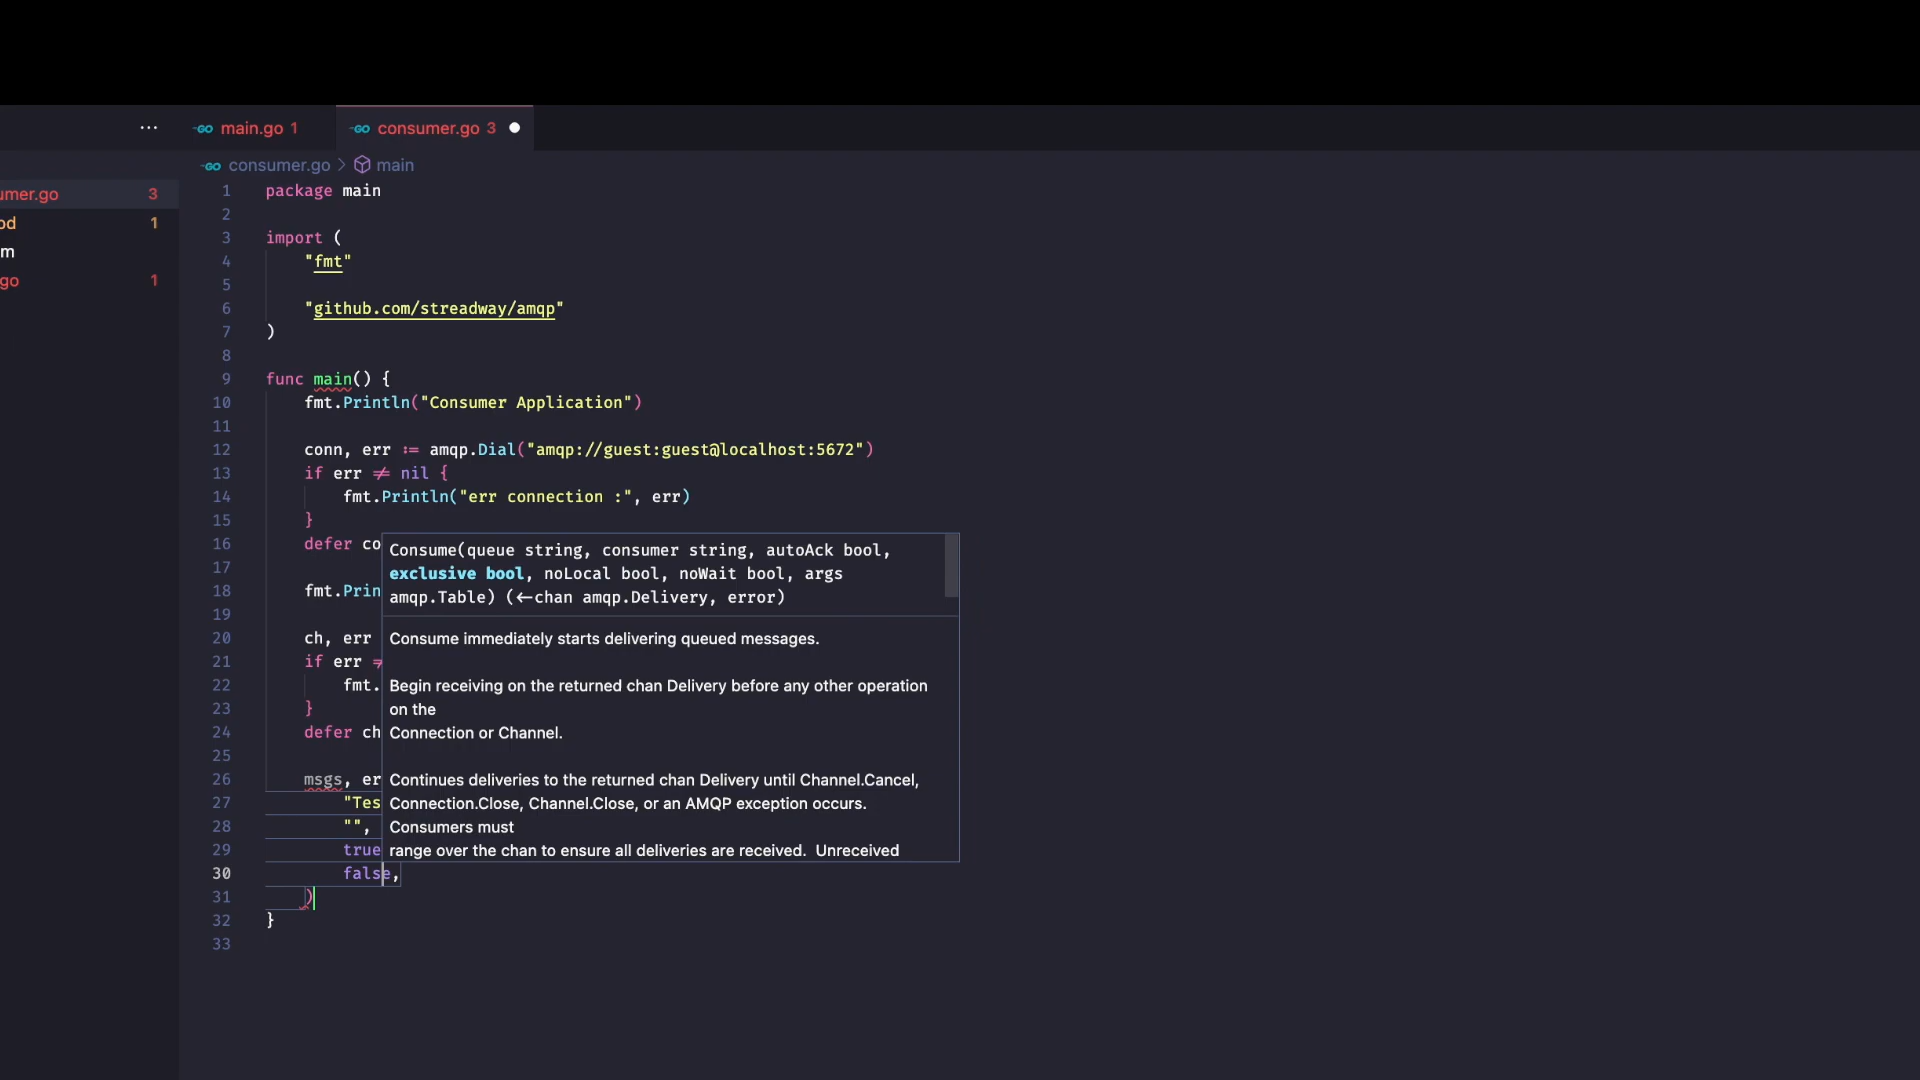 ··· GO main.go 1 GO consumer.go 3
GO consumer.go > main
umer.go 3
od 1
m
go 1
1 package main
2
3 import (
4 "fmt"
5
6 "github.com/streadway/amqp"
7 )
8
9 func main() {
10 fmt.Println("Consumer Application")
11
12 conn, err := amqp.Dial("amqp://guest:guest@localhost:5672")
13 if err != nil {
14 fmt.Println("err connection :", err)
15 }
16 defer co
17
18 fmt.Prin
19
20 ch, err
21 if err
22 fmt.
23 }
24 defer ch
25
26 msgs, er
27 "Tes
28 "",
29 true
30 false,
31 )
32 }
33
Consume(queue string, consumer string, autoAck bool,
exclusive bool, noLocal bool, noWait bool, args
amqp.Table) (<-chan amqp.Delivery, error)
Consume immediately starts delivering queued messages.
Begin receiving on the returned chan Delivery before any other operation
on the
Connection or Channel.
Continues deliveries to the returned chan Delivery until Channel.Cancel,
Connection.Close, Channel.Close, or an AMQP exception occurs.
Consumers must
range over the chan to ensure all deliveries are received. Unreceived